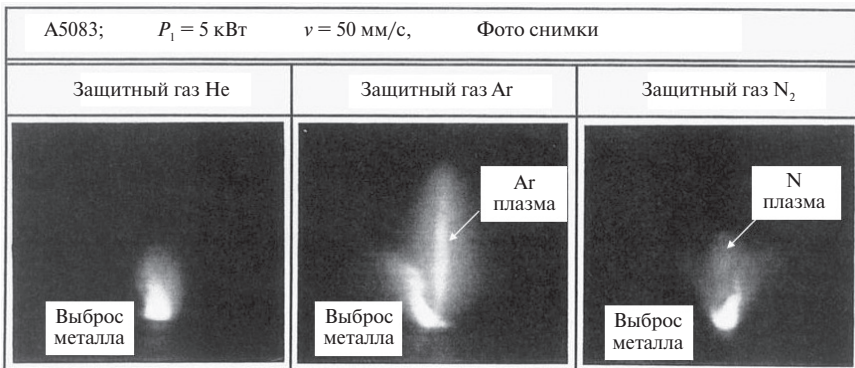 A5083; P₁ = 5 кВт v = 50 мм/с, Фото снимки
Защитный газ He
Защитный газ Ar
Защитный газ N₂
Выброс
металла
Ar
плазма
Выброс
металла
N
плазма
Выброс
металла